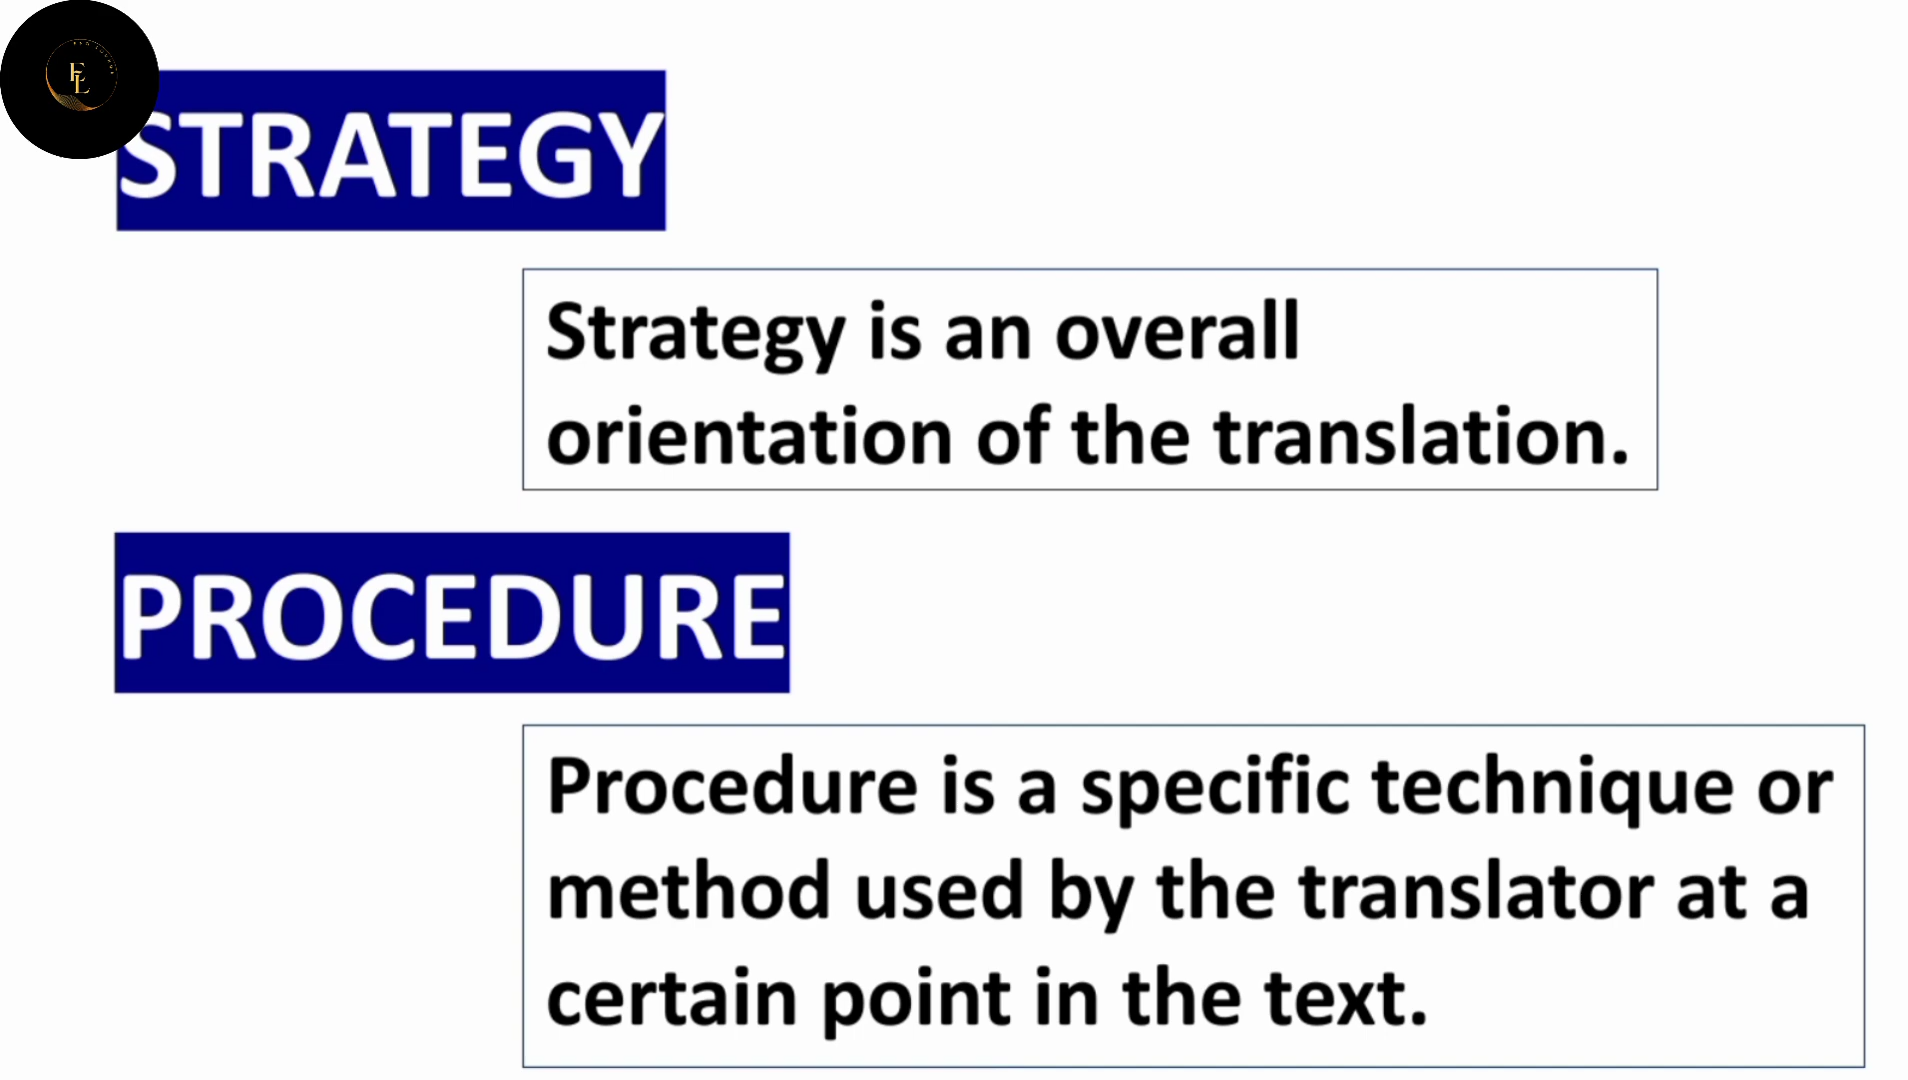 EL
STRATEGY
Strategy is an overall
orientation of the translation.
PROCEDURE
Procedure is a specific technique or
method used by the translator at a
certain point in the text.